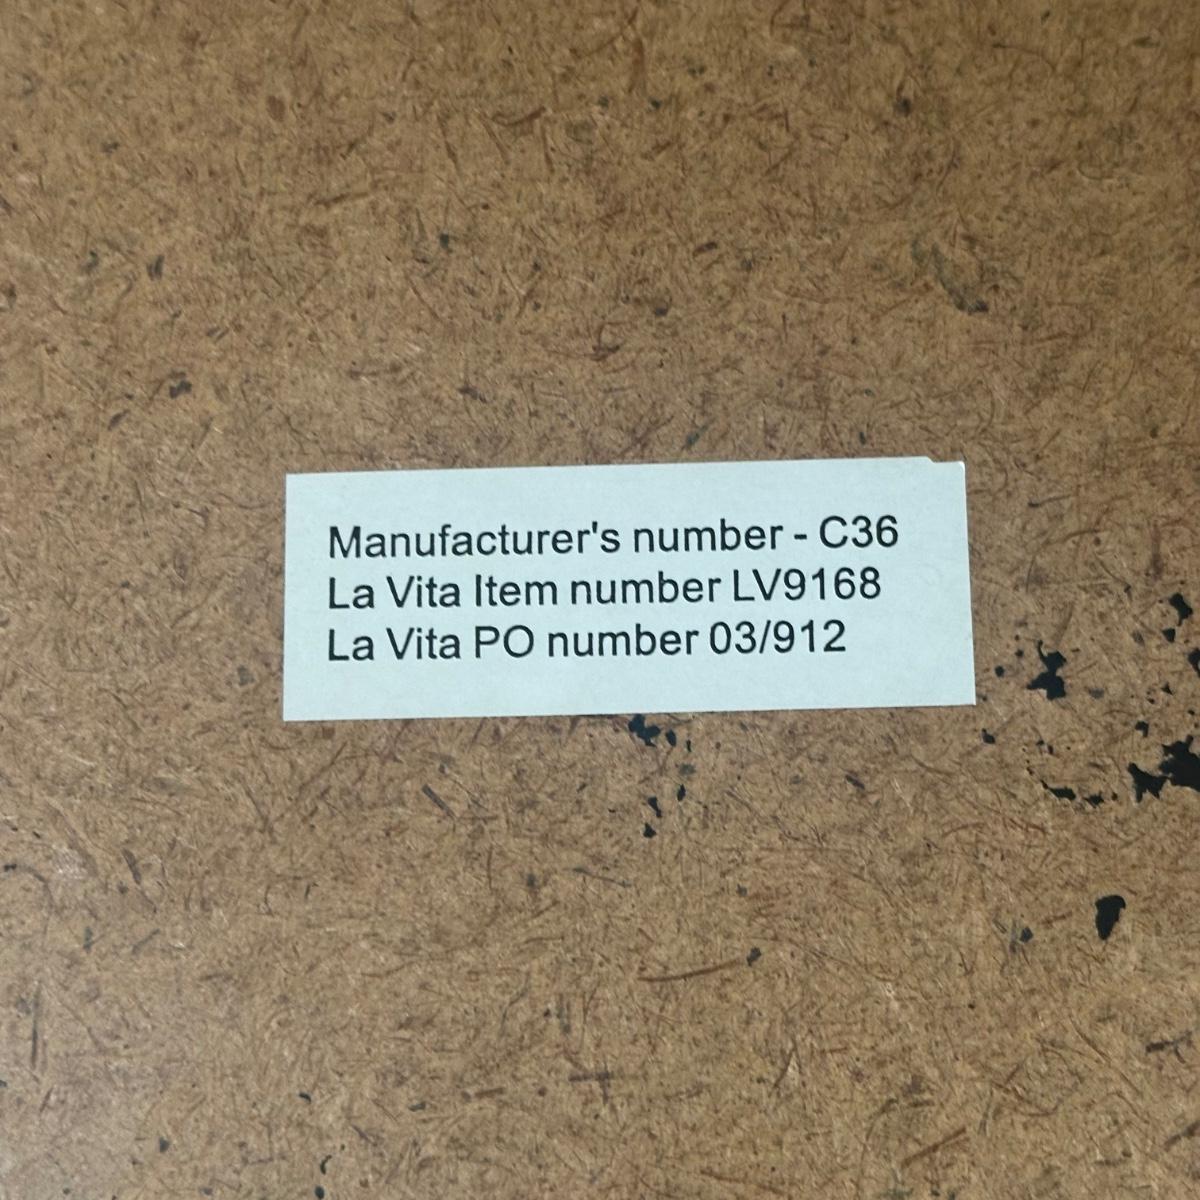 Manufacturer's number - C36
La Vita Item number LV9168
La Vita PO number 03/912